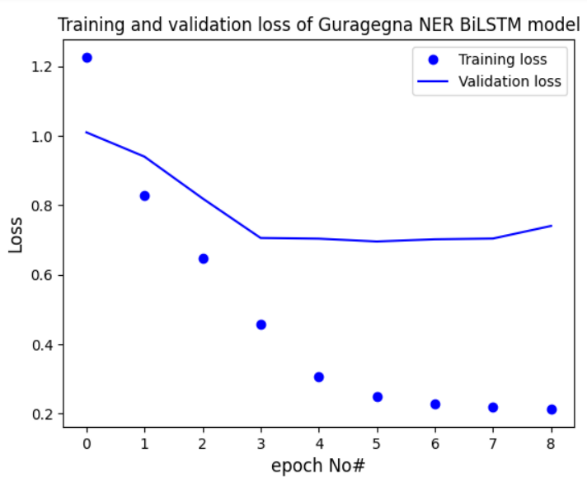 Training and validation loss of Guragegna NER BiLSTM model
Training loss
Validation loss
Loss
1.2
1.0
0.8
0.6
0.4
0.2
0 1 2 3 4 5 6 7 8
epoch No#